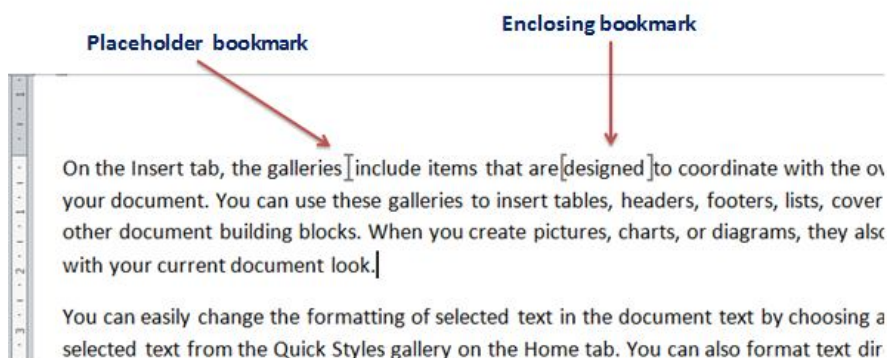 Enclosing bookmark
Placeholder bookmark
On the Insert tab, the galleries include items that are designed to coordinate with the
your document. You can use these galleries to insert tables, headers, footers, lists, cover
other document building blocks. When you create pictures, charts, or diagrams, they also
with your current document look.
You can easily change the formatting of selected text in the document text by choosing a
selected text from the Quick Styles gallery on the Home tab. You can also format text dir